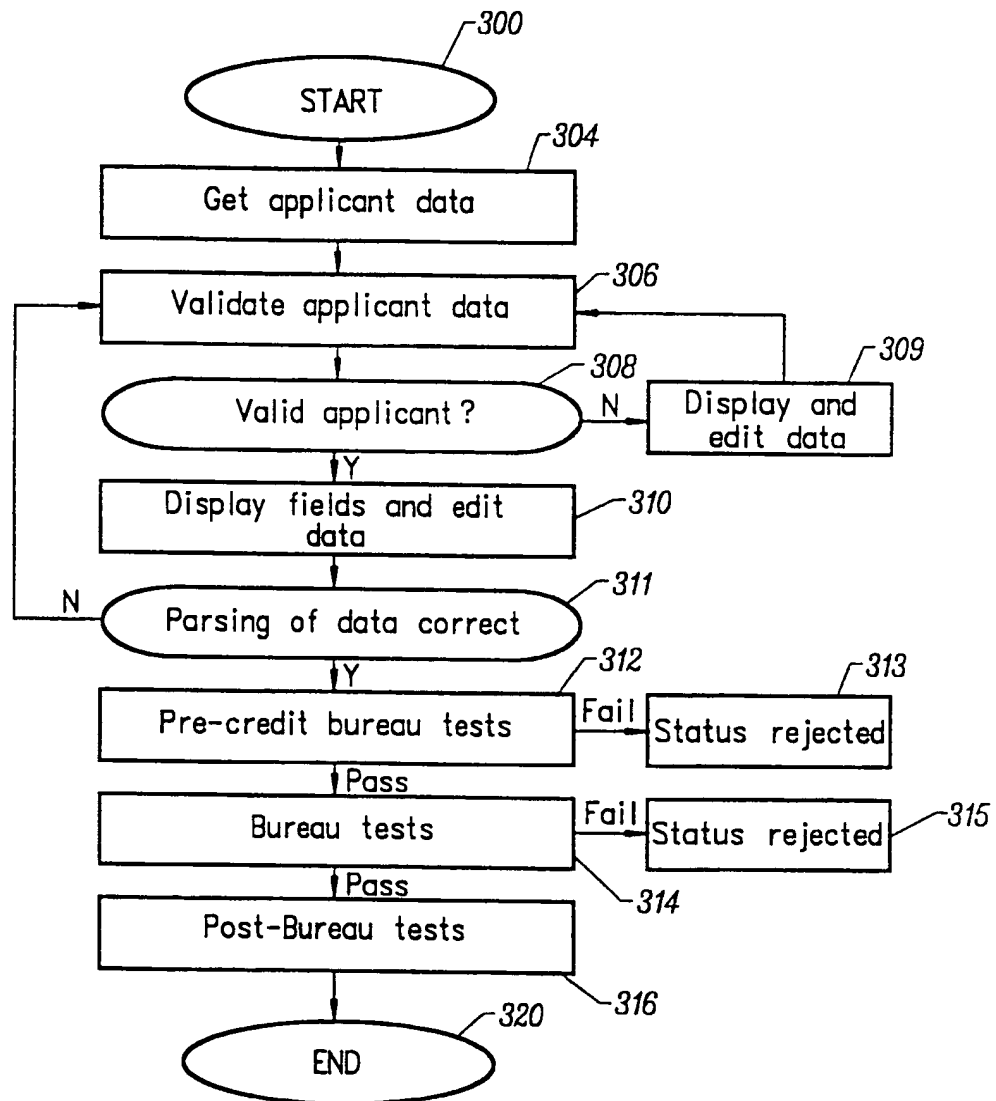 300
START
304
Get applicant data
306
Validate applicant data
308
Valid applicant?
N
309
Display and
edit data
Y
310
Display fields and edit
data
311
N
Parsing of data correct
Y
312
Pre-credit bureau tests
Fail
313
Status rejected
Pass
Bureau tests
Fail
Status rejected
315
314
Pass
Post-Bureau tests
316
320
END